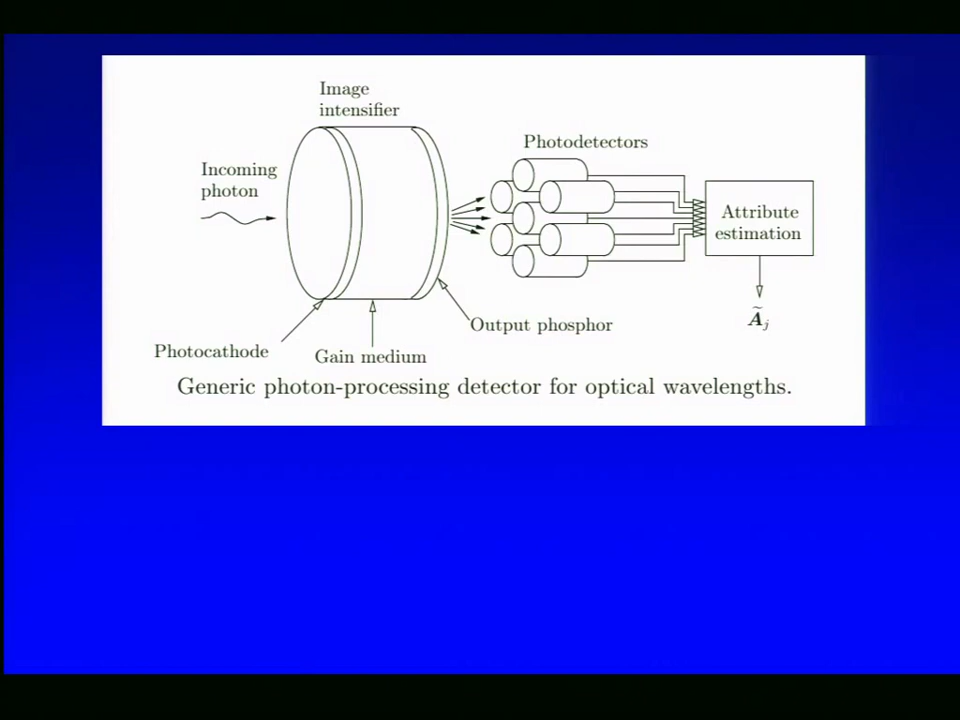 Image
intensifier
Photodetectors
Incoming
photon
Attribute
estimation
Ã_j
Output phosphor
Photocathode
Gain medium
Generic photon-processing detector for optical wavelengths.